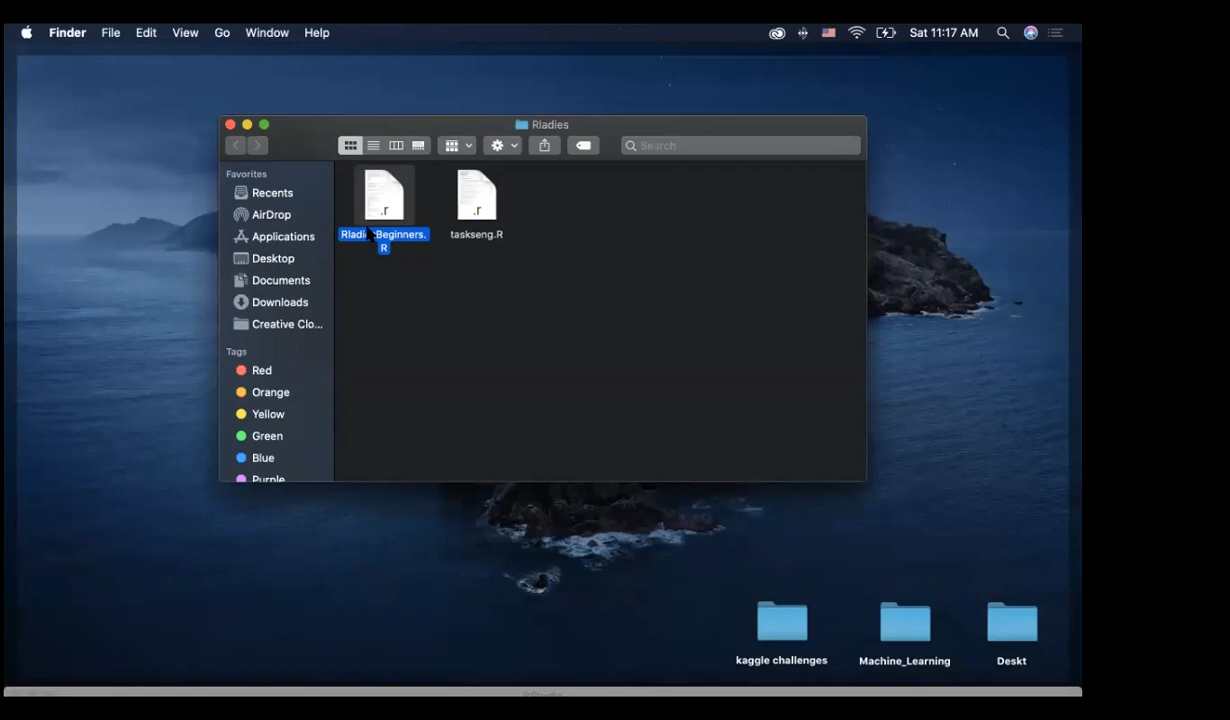 Finder File Edit View Go Window Help Sat 11:17 AM
Rladies
Search
Favorites
Recents
AirDrop
Applications
Desktop
Documents
Downloads
Creative Clo...
Tags
Red
Orange
Yellow
Green
Blue
Purple
.r
Beginners.
R
.r
taskseng.R
kaggle challenges
Machine_Learning
Deskt